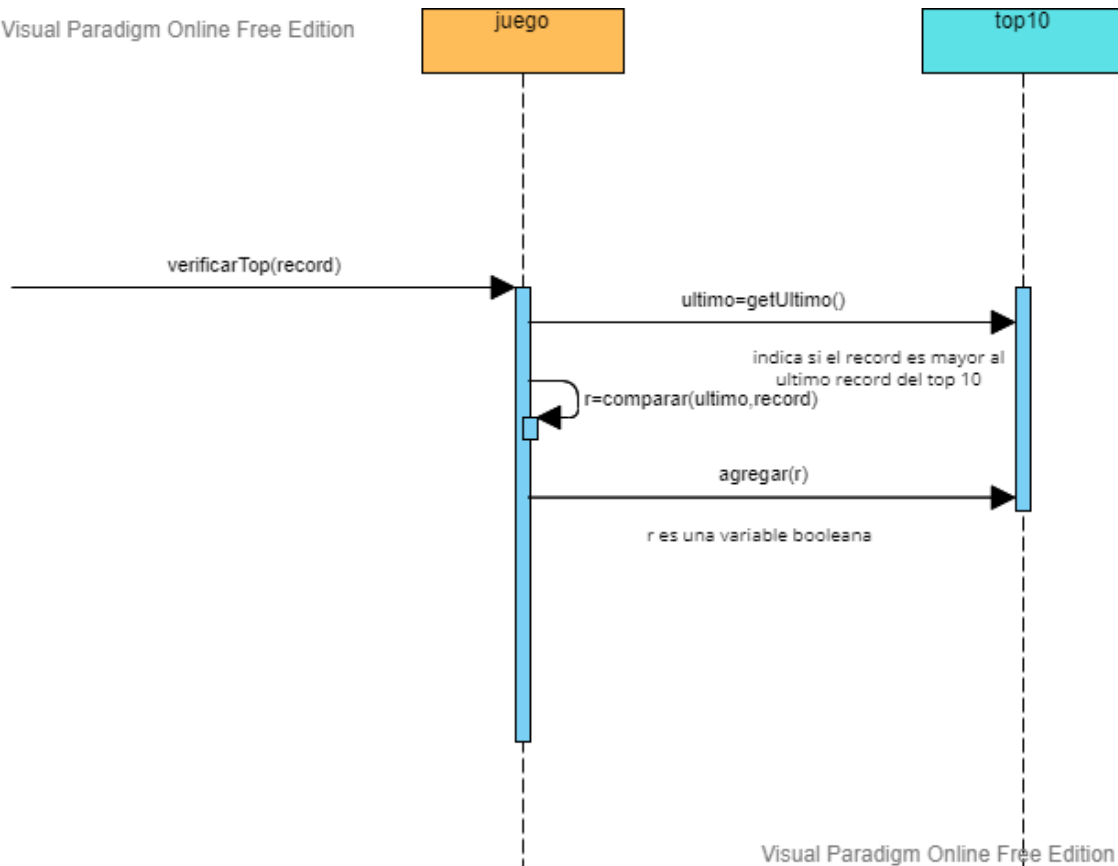 Visual Paradigm Online Free Edition
juego
top10
verificarTop(record)
ultimo=getUltimo()
indica si el record es mayor al
ultimo record del top 10
r=comparar(ultimo,record)
agregar(r)
r es una variable booleana
Visual Paradigm Online Free Edition